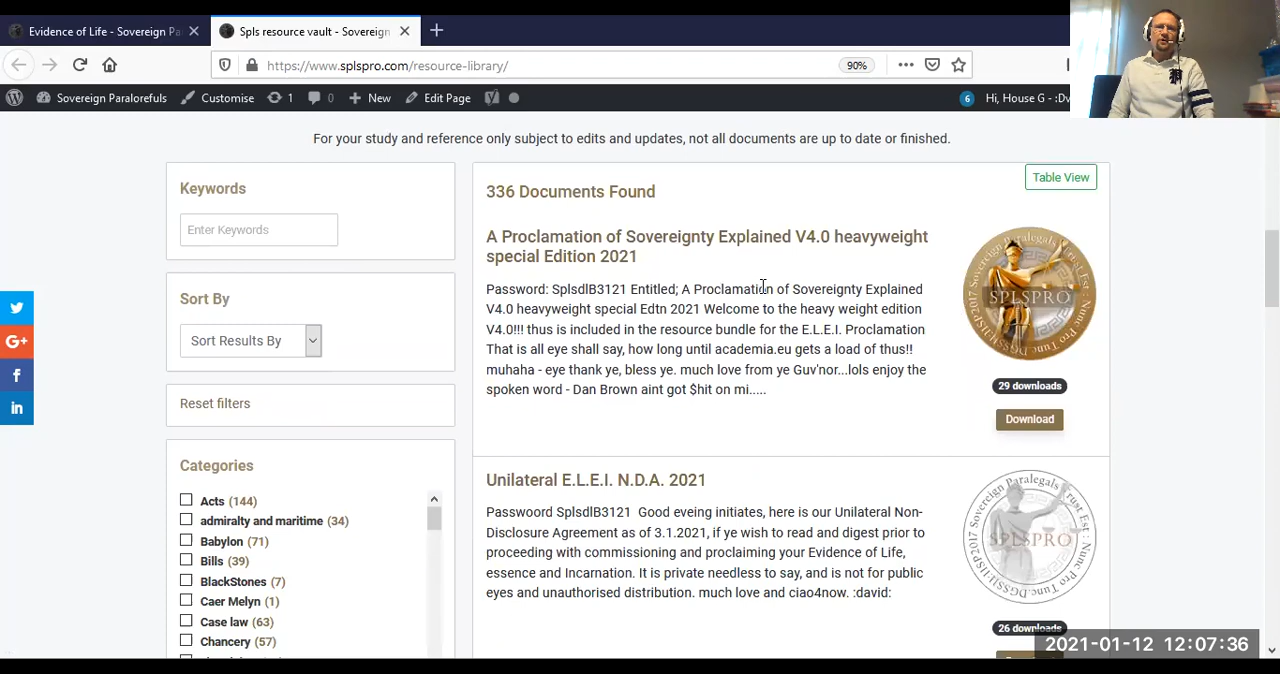 Evidence of Life - Sovereign Pa
Spls resource vault - Sovereign
https://www.splspro.com/resource-library/
90%
Sovereign Paralorefuls
Customise
1
0
New
Edit Page
6
Hi, House G - :Dv
For your study and reference only subject to edits and updates, not all documents are up to date or finished.
Keywords
Enter Keywords
Sort By
Sort Results By
Reset filters
Categories
Acts (144)
admiralty and maritime (34)
Babylon (71)
Bills (39)
BlackStones (7)
Caer Melyn (1)
Case law (63)
Chancery (57)
Table View
336 Documents Found
A Proclamation of Sovereignty Explained V4.0 heavyweight
special Edition 2021
Password: SplsdlB3121 Entitled; A Proclamation of Sovereignty Explained
V4.0 heavyweight special Edtn 2021 Welcome to the heavy weight edition
V4.0!!! thus is included in the resource bundle for the E.L.E.I. Proclamation
That is all eye shall say, how long until academia.eu gets a load of thus!!
muhaha - eye thank ye, bless ye. much love from ye Guv'nor...lols enjoy the
spoken word - Dan Brown aint got $hit on mi.....
SPLSPRO
29 downloads
Download
Unilateral E.L.E.I. N.D.A. 2021
Passwoord SplsdlB3121 Good eveing initiates, here is our Unilateral Non-
Disclosure Agreement as of 3.1.2021, if ye wish to read and digest prior to
proceeding with commissioning and proclaiming your Evidence of Life,
essence and Incarnation. It is private needless to say, and is not for public
eyes and unauthorised distribution. much love and ciao4now. :david:
SPLSPRO
26 downloads
2021-01-12 12:07:36